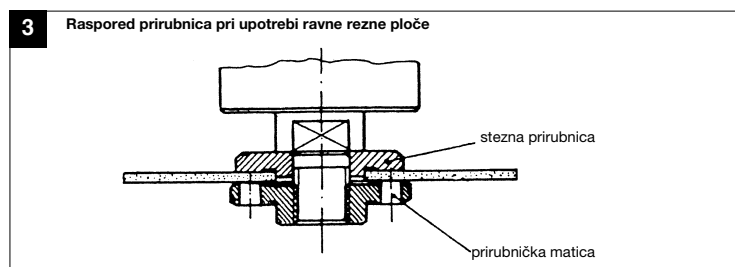 3 Raspored prirubnica pri upotrebi ravne rezne ploče
stezna prirubnica
prirubnička matica